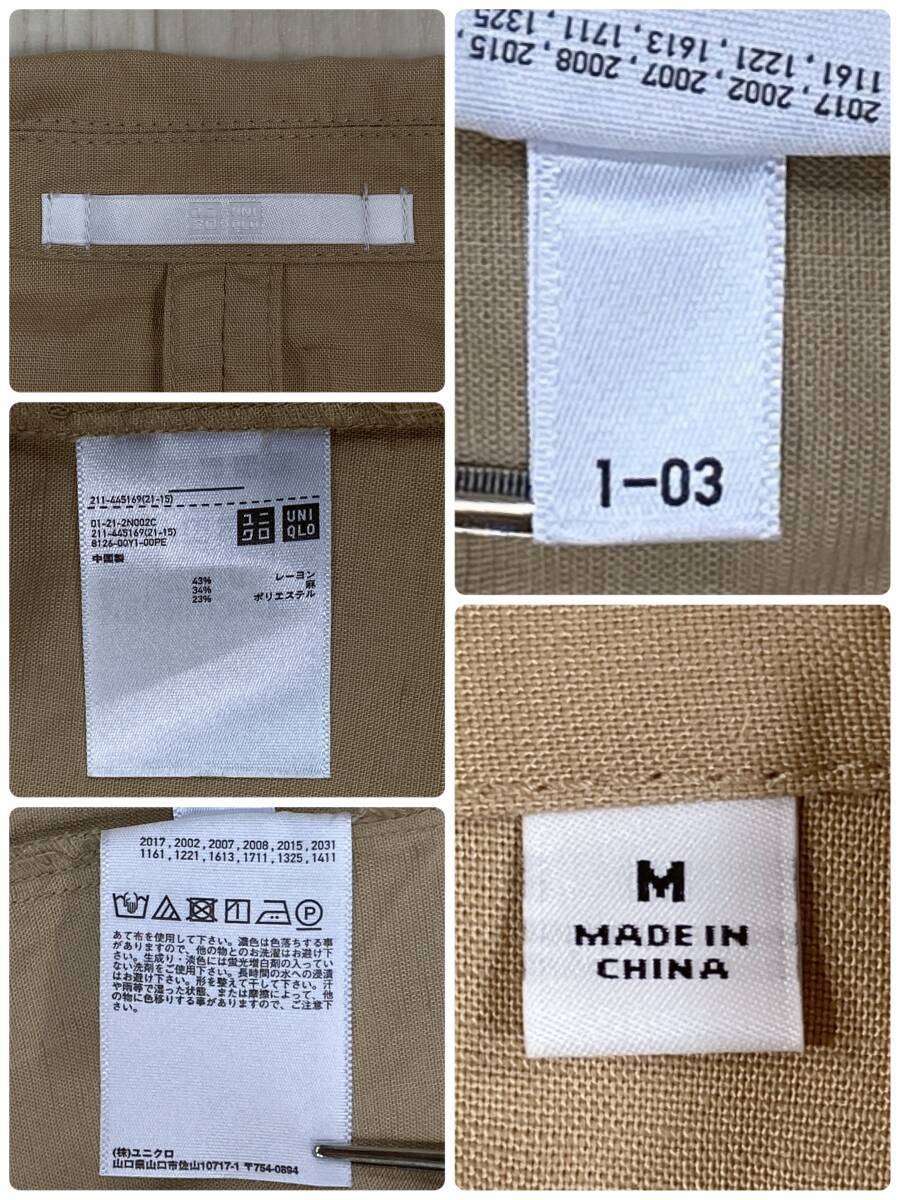 ユニ
クロ
UNI
QLO
211-445169(21-15)
01-21-2N002C
211-445169(21-15)
8126-00Y1-00PE
中国製
ユニ
クロ
UNI
QLO
43% レーヨン
34% 麻
23% ポリエステル
2017,2002,2007,2008,2015,2031
1161,1221,1613,1711,1325,1411
P
あて布を使用して下さい。濃色は色落ちする事
がありますので、他の物とのお洗濯はお避け下
さい。生成り・淡色には蛍光増白剤の入ってい
ない洗剤をご使用下さい。長時間の水への浸漬
はお避け下さい。形を整えて干して下さい。汗
や雨等で湿った状態、または摩擦によって、他
の物に色移りする事がありますので、ご注意下
さい。
(株)ユニクロ
山口県山口市佐山10717-1 〒754-0894
2017,2002,2007,2008,2015,
1161,1221,1613,1711,1325
1-03
M
MADE IN
CHINA